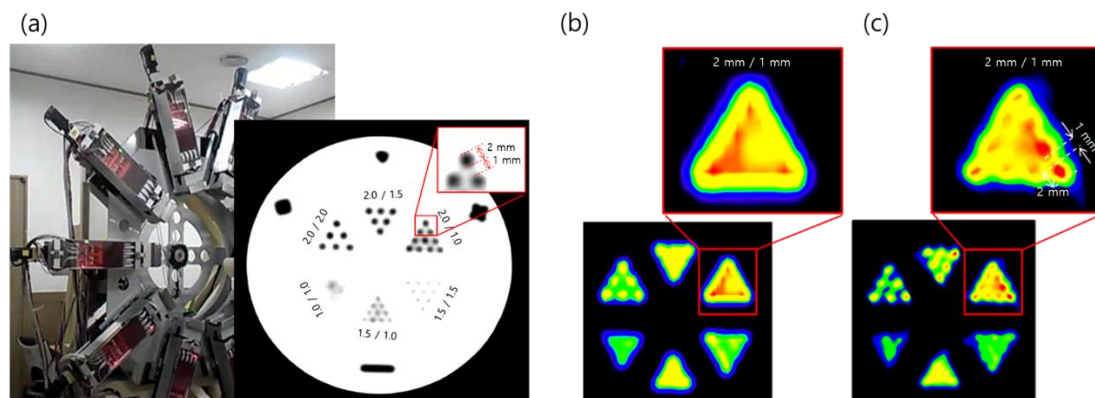 (a)
2 mm
1 mm
2.0 / 1.5
2.0 / 2.0
2.0 / 1.0
1.0 / 1.0
1.5 / 1.5
1.5 / 1.0
(b)
2 mm / 1 mm
(c)
2 mm / 1 mm
1 mm
2 mm